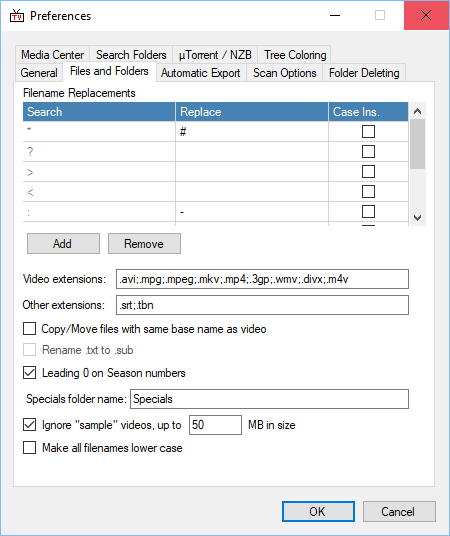 TV Preferences
Media Center Search Folders µTorrent / NZB Tree Coloring
General Files and Folders Automatic Export Scan Options Folder Deleting
Filename Replacements
Search Replace Case Ins.
* #
?
>
<
: -
Add Remove
Video extensions: .avi;.mpg;.mpeg;.mkv;.mp4;.3gp;.wmv;.divx;.m4v
Other extensions: .srt;.tbn
Copy/Move files with same base name as video
Rename .txt to .sub
Leading 0 on Season numbers
Specials folder name: Specials
Ignore "sample" videos, up to 50 MB in size
Make all filenames lower case
OK Cancel